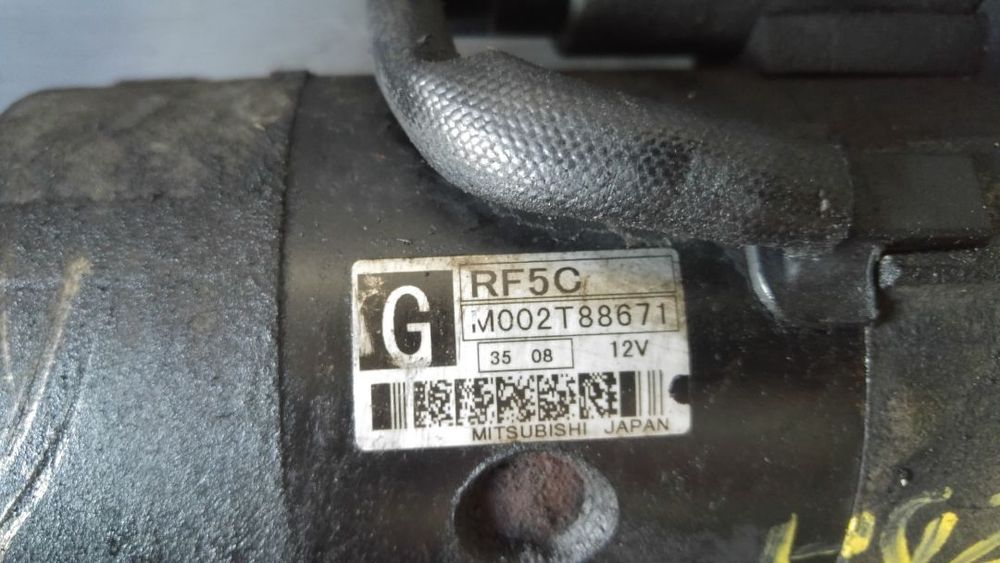 G
RF5C
M002T88671
35 08 12V
MITSUBISHI JAPAN